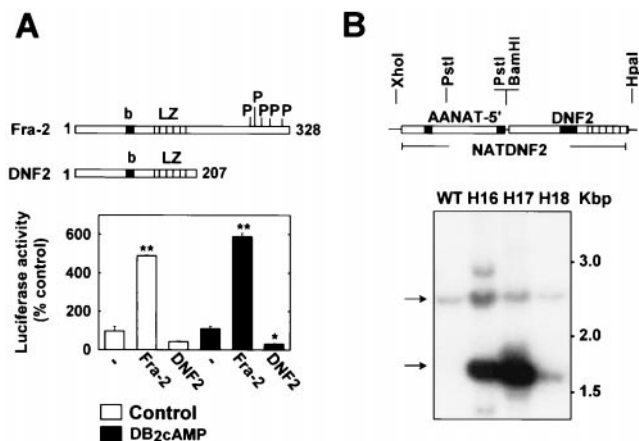 A
b LZ P
P PPP P
Fra-2 1 328
b LZ
DNF2 1 207
Luciferase activity
(% control)
600
400
200
0
- Fra-2 DNF2 - Fra-2 DNF2
** ** *
Control
DB2cAMP
B
XhoI PstI PstI BamHI HpaI
AANAT-5' DNF2
NATDNF2
WT H16 H17 H18 Kbp
3.0
2.0
1.5